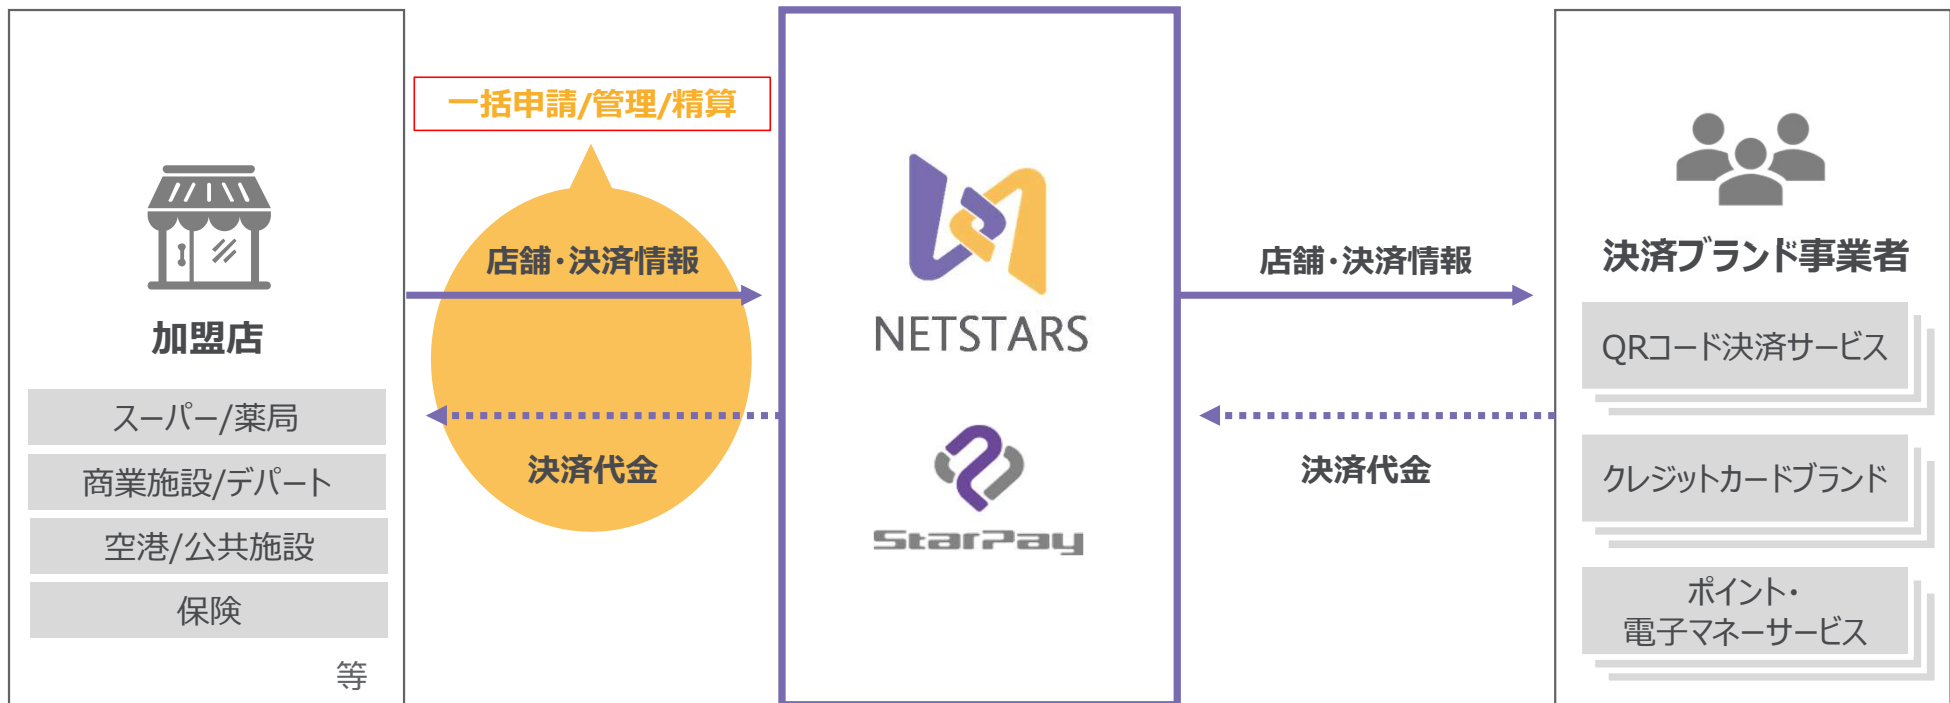 加盟店
スーパー/薬局
商業施設/デパート
空港/公共施設
保険
等
一括申請/管理/精算
店舗・決済情報
決済代金
NETSTARS
StarPay
店舗・決済情報
決済代金
決済ブランド事業者
QRコード決済サービス
クレジットカードブランド
ポイント・
電子マネーサービス